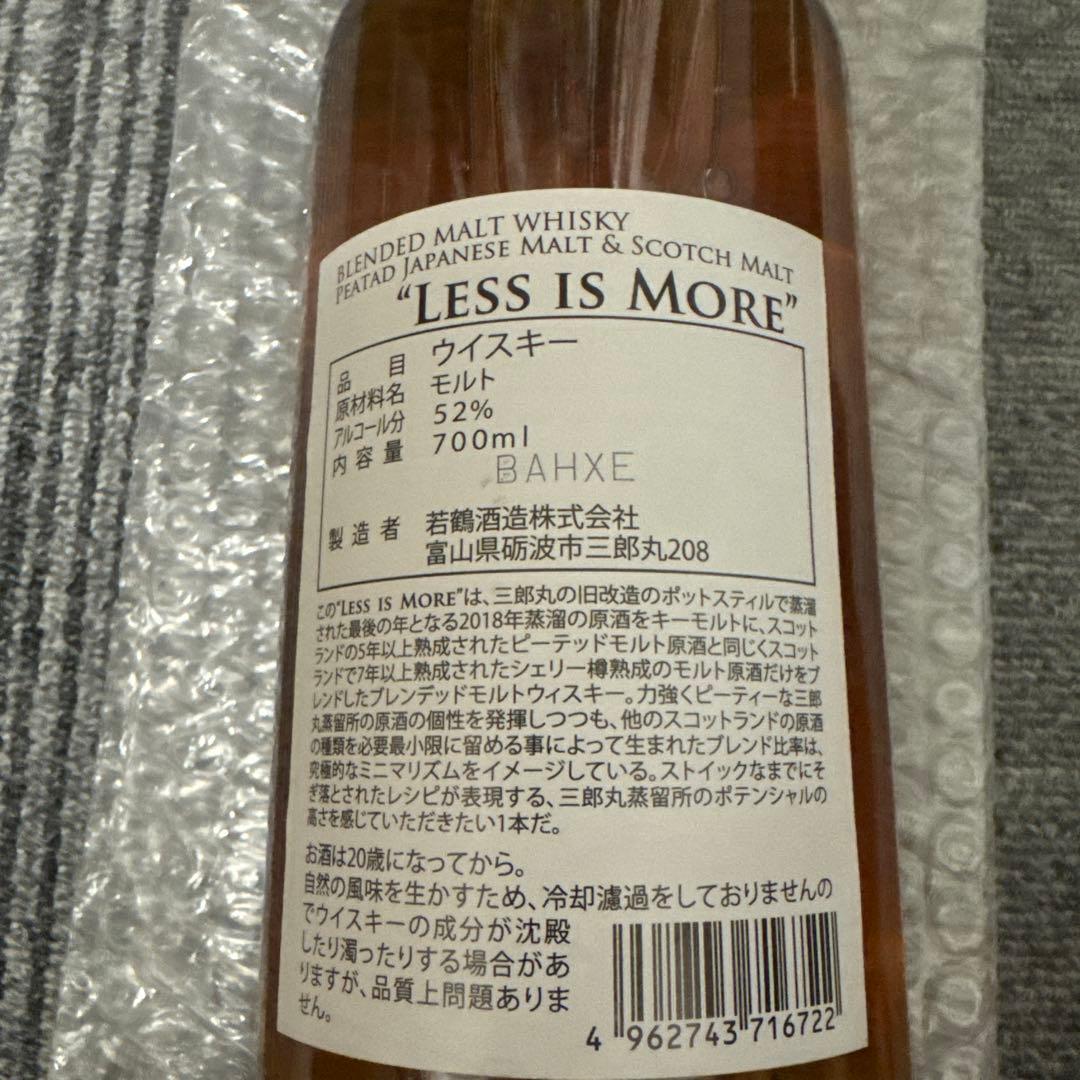 BLENDED MALT WHISKY
PEATAD JAPANESE MALT & SCOTCH MALT
“LESS IS MORE”
品目 ウイスキー
原材料名 モルト
アルコール分 52%
内容量 700ml
BAHXE
製造者 若鶴酒造株式会社
富山県砺波市三郎丸208
この“LESS IS MORE”は、三郎丸の旧改造のポットスティルで蒸溜
された最後の年となる2018年蒸溜の原酒をキーモルトに、スコット
ランドの5年以上熟成されたピーテッドモルト原酒と同じくスコット
ランドで7年以上熟成されたシェリー樽熟成のモルト原酒だけをブ
レンドしたブレンデッドモルトウィスキー。力強くピーティーな三郎
丸蒸留所の原酒の個性を発揮しつつも、他のスコットランドの原酒
の種類を必要最小限に留める事によって生まれたブレンド比率は、
究極的なミニマリズムをイメージしている。ストイックなまでにそ
ぎ落とされたレシピが表現する、三郎丸蒸留所のポテンシャルの
高さを感じていただきたい1本だ。
お酒は20歳になってから。
自然の風味を生かすため、冷却濾過をしておりませんの
でウイスキーの成分が沈殿
したり濁ったりする場合があ
りますが、品質上問題ありま
せん。
4 962743 716722